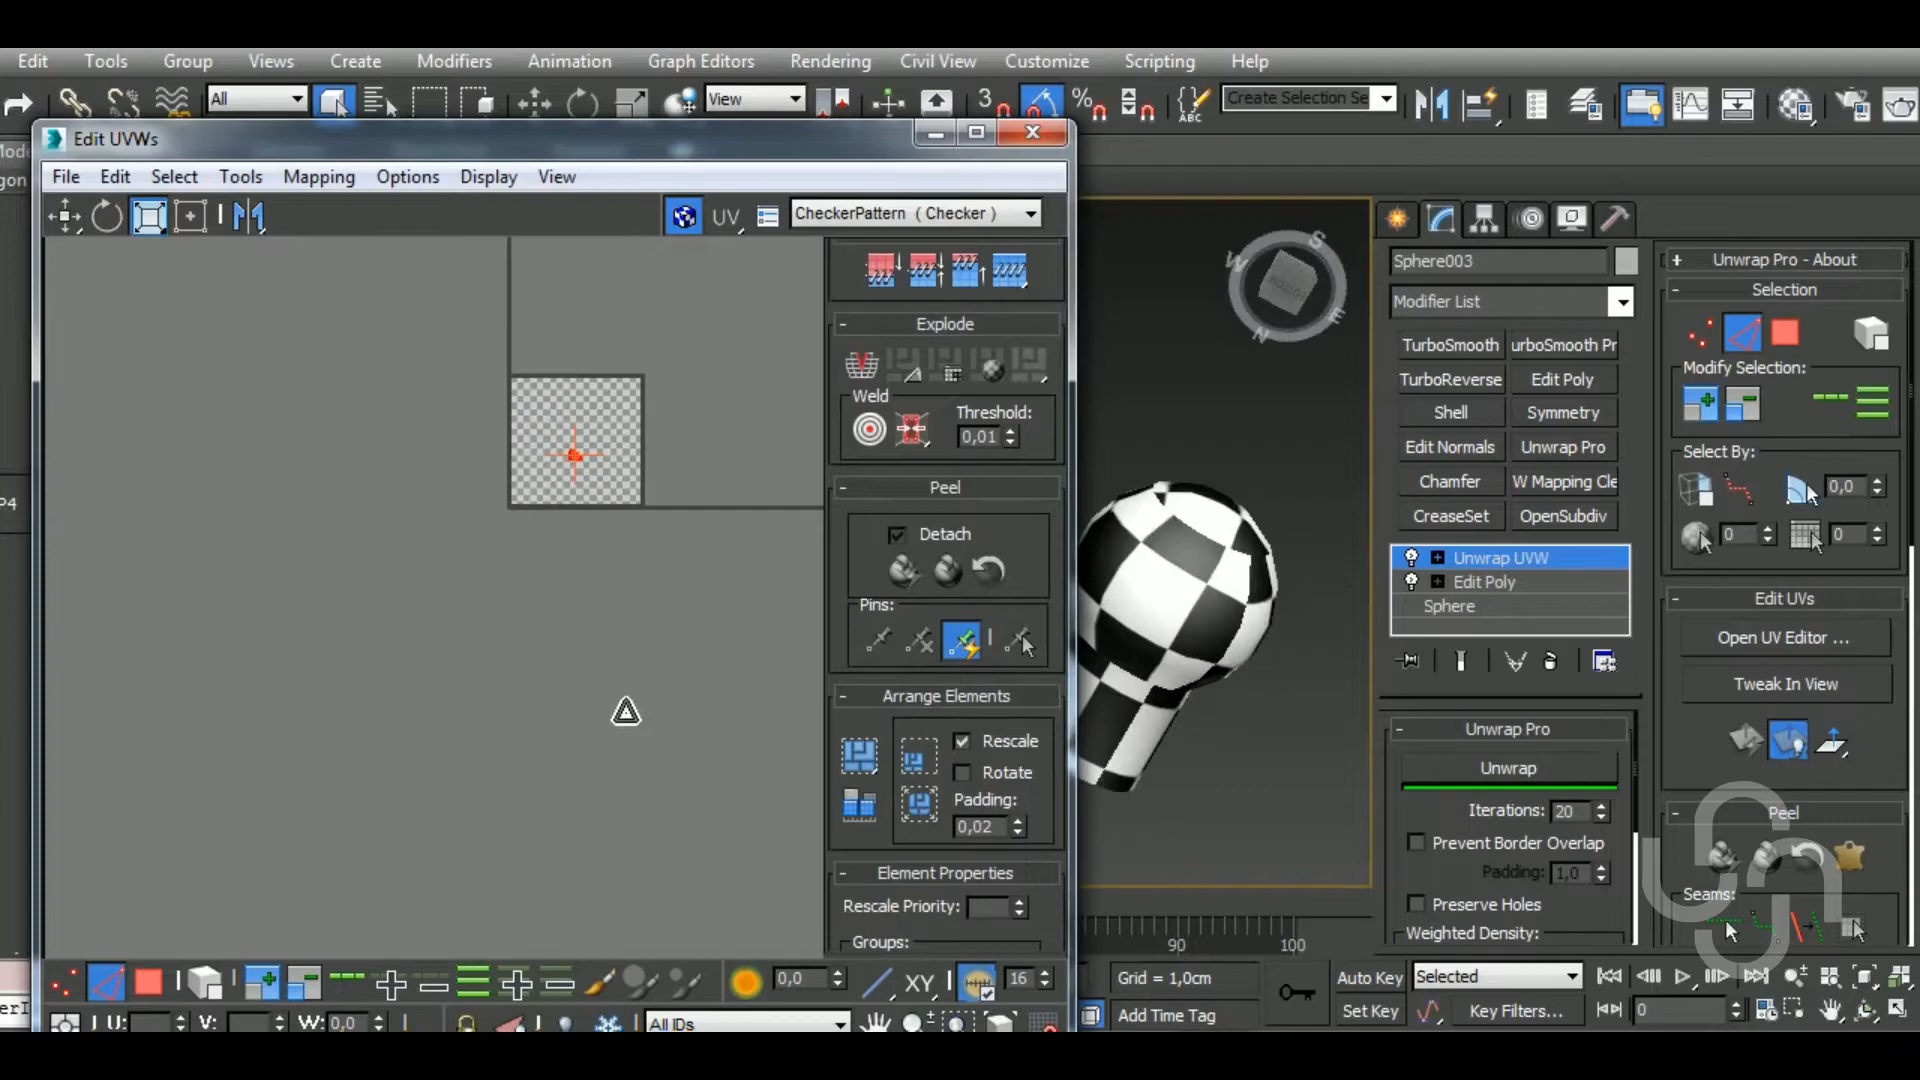 Edit Tools Group Views Create Modifiers Animation Graph Editors Rendering Civil View Customize Scripting Help
All
View
3
%
ABC
Create Selection Se
Edit UVWs
File Edit Select Tools Mapping Options Display View
UV
CheckerPattern ( Checker )
Explode
Weld
Threshold:
0,01
Peel
Detach
Pins:
Arrange Elements
Rescale
Rotate
Padding:
0,02
Element Properties
Rescale Priority:
Groups:
0,0
XY
16
U: V: W: 0,0
All IDs
S
W
E
N
BOTTOM
90 100
Sphere003
Modifier List
TurboSmooth urboSmooth Pr
TurboReverse Edit Poly
Shell Symmetry
Edit Normals Unwrap Pro
Chamfer W Mapping Cle
CreaseSet OpenSubdiv
Unwrap UVW
Edit Poly
Sphere
Unwrap Pro
Unwrap
Iterations: 20
Prevent Border Overlap
Padding: 1,0
Preserve Holes
Weighted Density:
+ Unwrap Pro - About
- Selection
Modify Selection:
Select By:
0,0
0 0
- Edit UVs
Open UV Editor ...
Tweak In View
- Peel
Seams:
Grid = 1,0cm
Add Time Tag
Auto Key Selected
Set Key Key Filters...
0